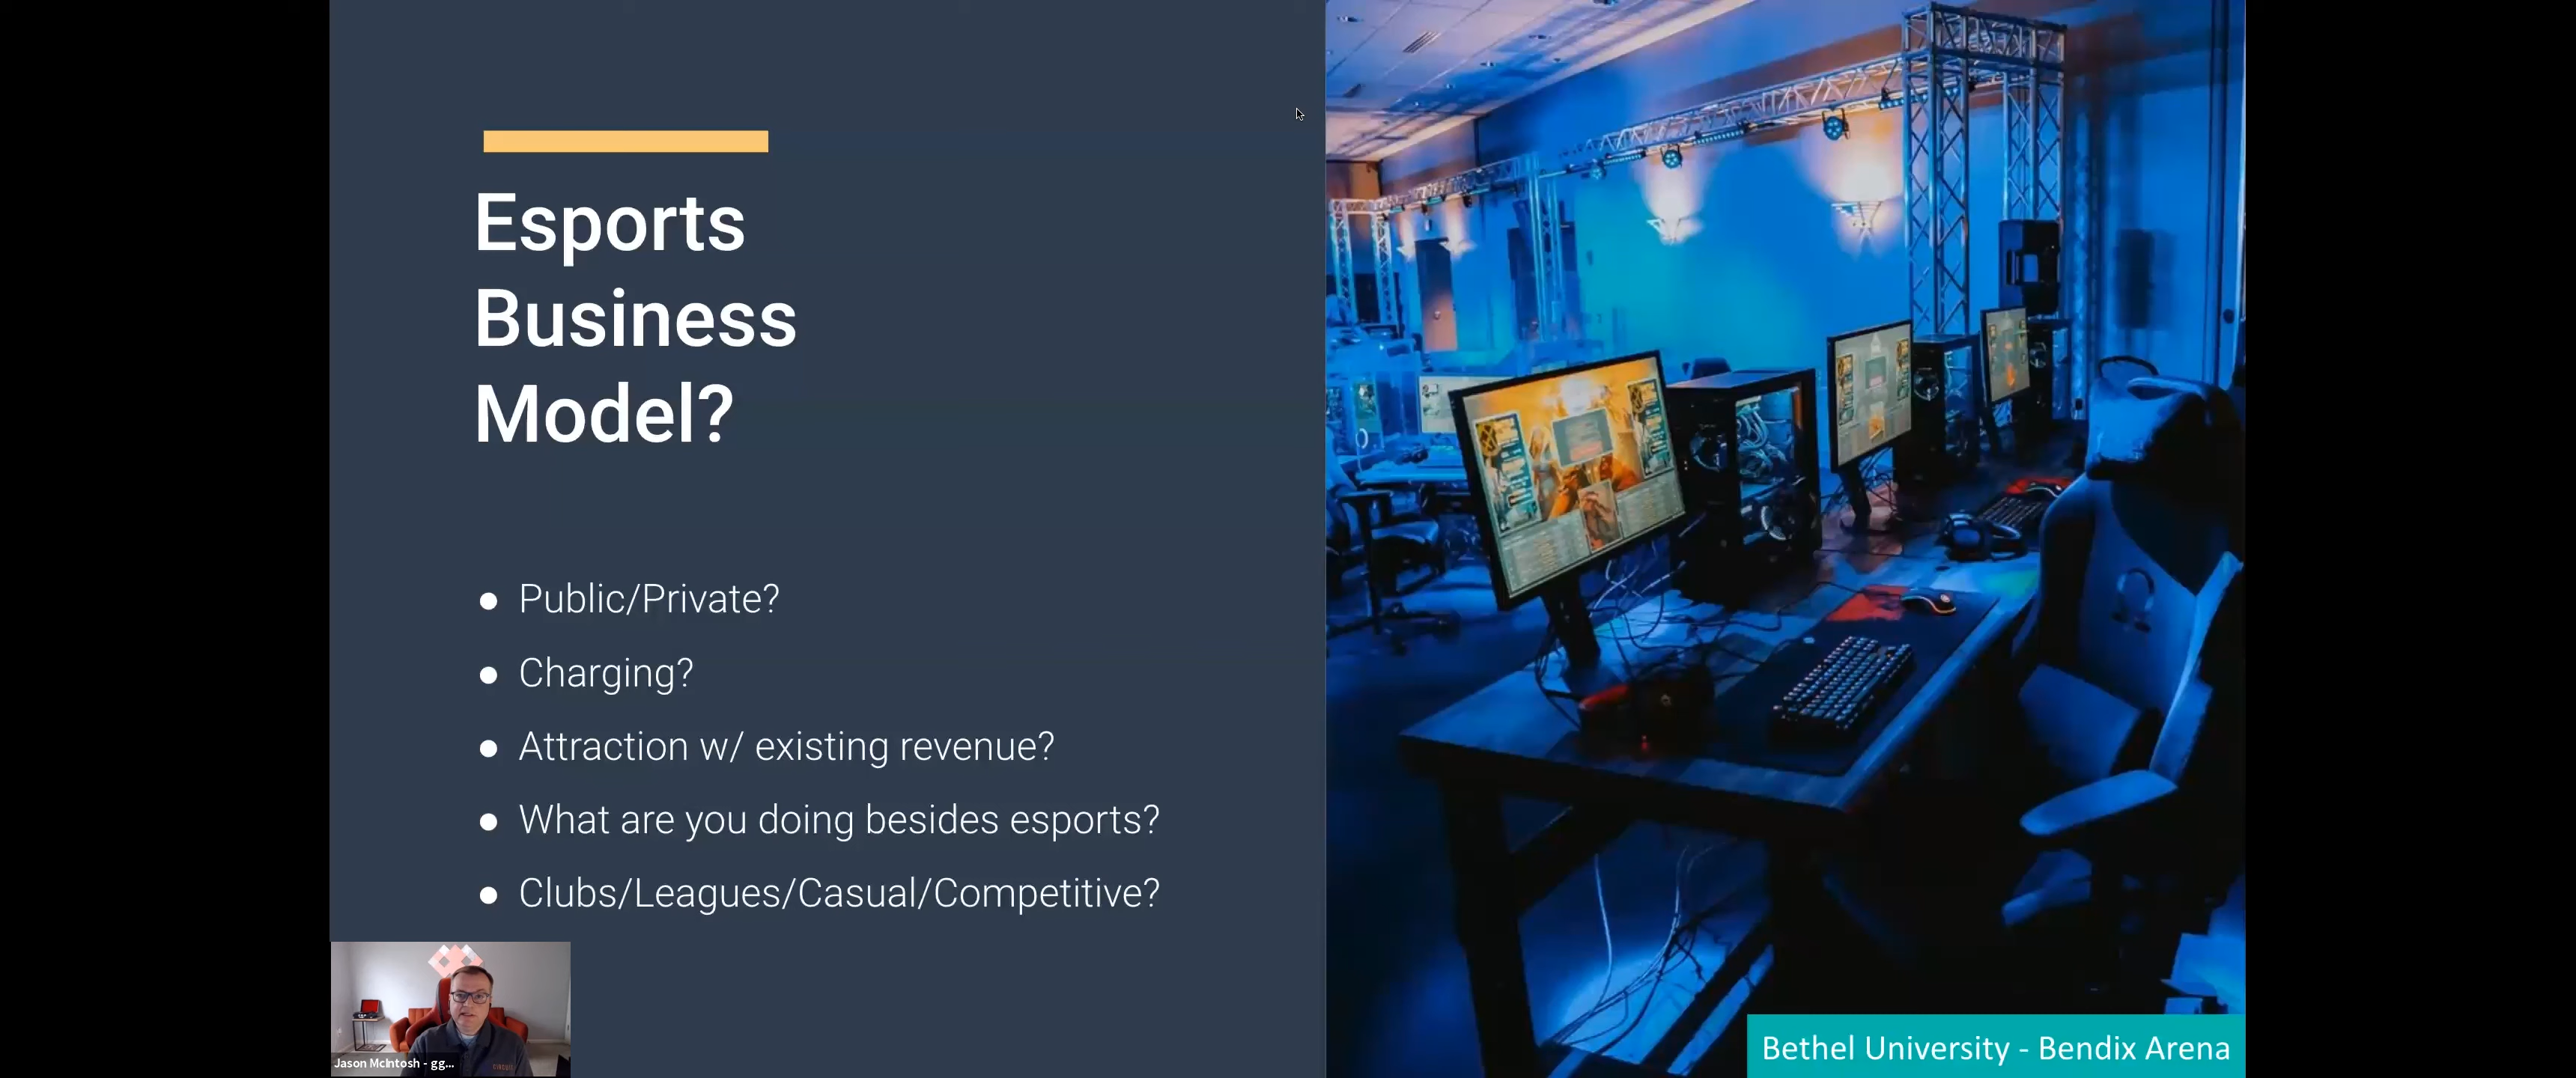 Esports
Business
Model?
● Public/Private?
● Charging?
● Attraction w/ existing revenue?
● What are you doing besides esports?
● Clubs/Leagues/Casual/Competitive?
Jason McIntosh - gg...
Bethel University - Bendix Arena